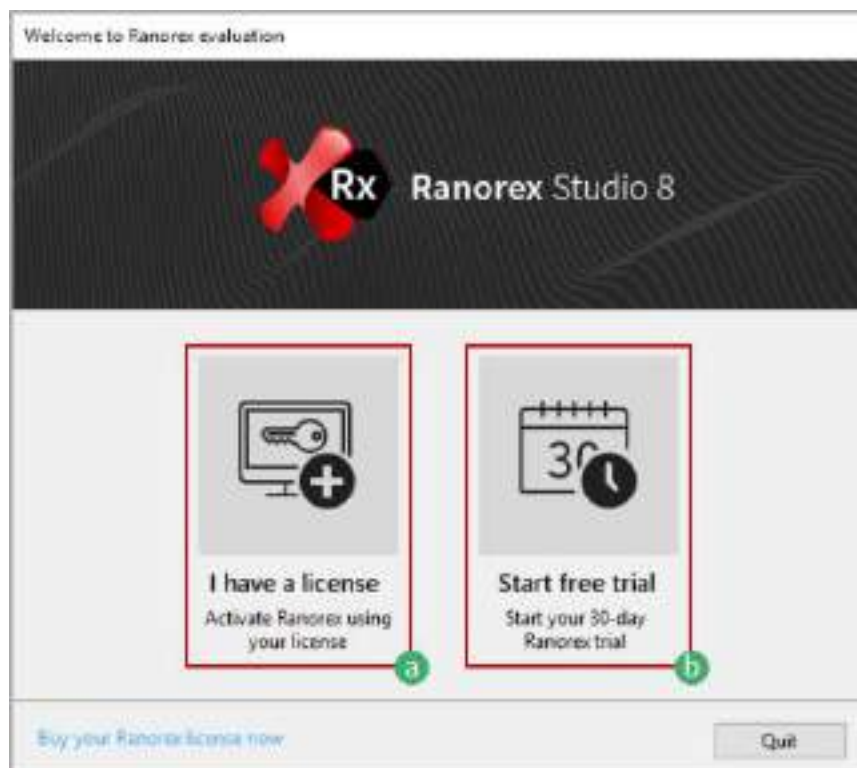 Welcome to Ranorex evaluation
Rx
Ranorex Studio 8
30
I have a license
Activate Ranorex using
your license
a
Start free trial
Start your 30-day
Ranorex trial
b
Buy your Ranorex license now
Quit